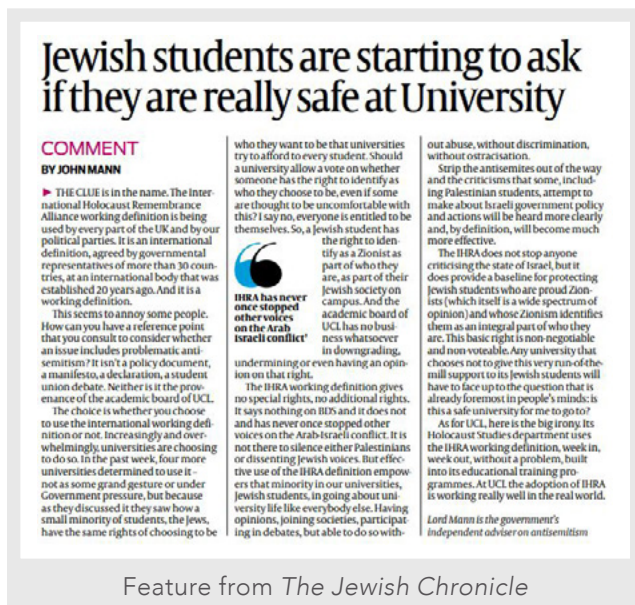 Jewish students are starting to ask
if they are really safe at University
COMMENT
BY JOHN MANN
► THE CLUE is in the name. The Inter-
national Holocaust Remembrance
Alliance working definition is being
used by every part of the UK and by our
political parties. It is an international
definition, agreed by governmental
representatives of more than 30 coun-
tries, at an international body that was
established 20 years ago. And it is a
working definition.
This seems to annoy some people.
How can you have a reference point
that you consult to consider whether
an issue includes problematic anti-
semitism? It isn't a policy document,
a manifesto, a declaration, a student
union debate. Neither is it the prov-
enance of the academic board of UCL.
The choice is whether you choose
to use the international working defi-
nition or not. Increasingly and over-
whelmingly, universities are choosing
to do so. In the past week, four more
universities determined to use it –
not as some grand gesture or under
Government pressure, but because
as they discussed it they saw how a
small minority of students, the Jews,
have the same rights of choosing to be
who they want to be that universities
try to afford to every student. Should
a university allow a vote on whether
someone has the right to identify as
who they choose to be, even if some
are thought to be uncomfortable with
this? I say no, everyone is entitled to be
themselves. So, a Jewish student has
the right to iden-
tify as a Zionist as
part of who they
are, as part of their
Jewish society on
campus. And the
academic board of
UCL has no busi-
ness whatsoever
in downgrading,
undermining or even having an opin-
ion on that right.
IHRA has never
once stopped
other voices
on the Arab
Israeli conflict'
The IHRA working definition gives
no special rights, no additional rights.
It says nothing on BDS and it does not
and has never once stopped other
voices on the Arab-Israeli conflict. It is
not there to silence either Palestinians
or dissenting Jewish voices. But effec-
tive use of the IHRA definition empow-
ers that minority in our universities,
Jewish students, in going about uni-
versity life like everybody else. Having
opinions, joining societies, participat-
ing in debates, but able to do so with-
out abuse, without discrimination,
without ostracisation.
Strip the antisemites out of the way
and the criticisms that some, includ-
ing Palestinian students, attempt to
make about Israeli government policy
and actions will be heard more clearly
and, by definition, will become much
more effective.
The IHRA does not stop anyone
criticising the state of Israel, but it
does provide a baseline for protecting
Jewish students who are proud Zion-
ists (which itself is a wide spectrum of
opinion) and whose Zionism identifies
them as an integral part of who they
are. This basic right is non-negotiable
and non-voteable. Any university that
chooses not to give this very run-of-the-
mill support to its Jewish students will
have to face up to the question that is
already foremost in people's minds: is
this a safe university for me to go to?
As for UCL, here is the big irony. Its
Holocaust Studies department uses
the IHRA working definition, week in,
week out, without a problem, built
into its educational training pro-
grammes. At UCL the adoption of IHRA
is working really well in the real world.
Lord Mann is the government's
independent adviser on antisemitism
Feature from The Jewish Chronicle